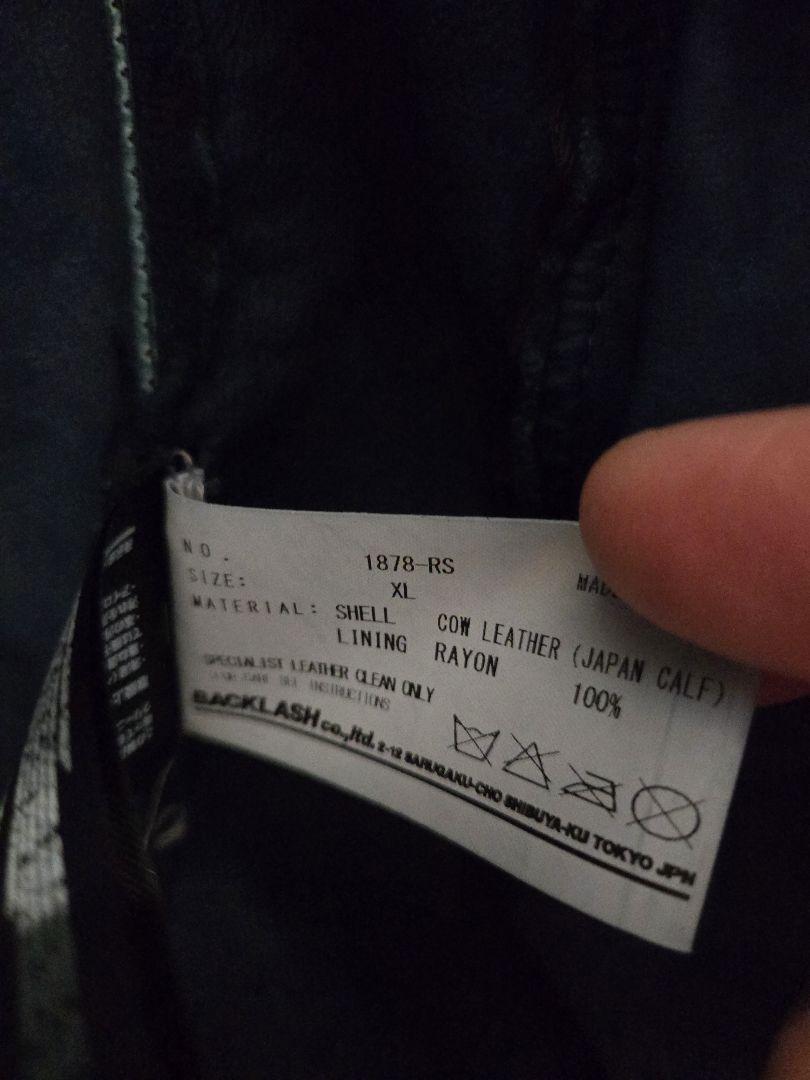 NO. 1878-RS
SIZE: XL
MATERIAL: SHELL COW LEATHER (JAPAN CALF)
LINING RAYON 100%
SPECIALIST LEATHER CLEAN ONLY
INSTRUCTIONS
BACKLASH co.,ltd. 2-12 SARUGAKU-CHO SHIBUYA-KU TOKYO JPN